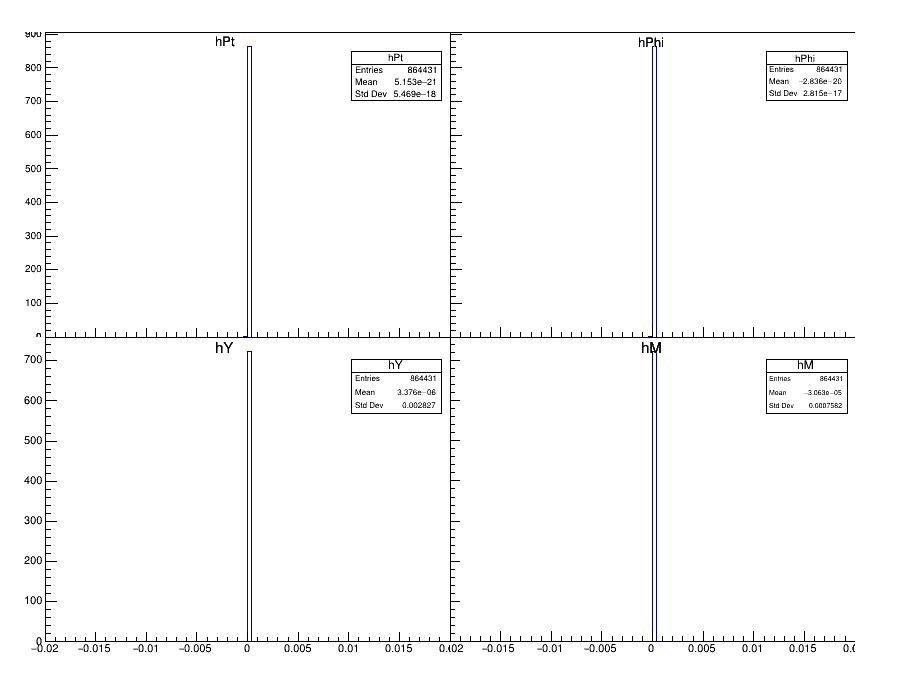 hPt
900
800
700
600
500
400
300
200
100
hPt
Entries 864431
Mean 5.153e−21
Std Dev 5.469e−18
hPhi
hPhi
Entries 864431
Mean −2.836e−20
Std Dev 2.815e−17
hY
700
600
500
400
300
200
100
0
−0.02 −0.015 −0.01 −0.005 0 0.005 0.01 0.015
hY
Entries 864431
Mean 3.376e−06
Std Dev 0.002827
hM
hM
Entries 864431
Mean −3.063e−05
Std Dev 0.0007582
−0.015 −0.01 −0.005 0 0.005 0.01 0.015